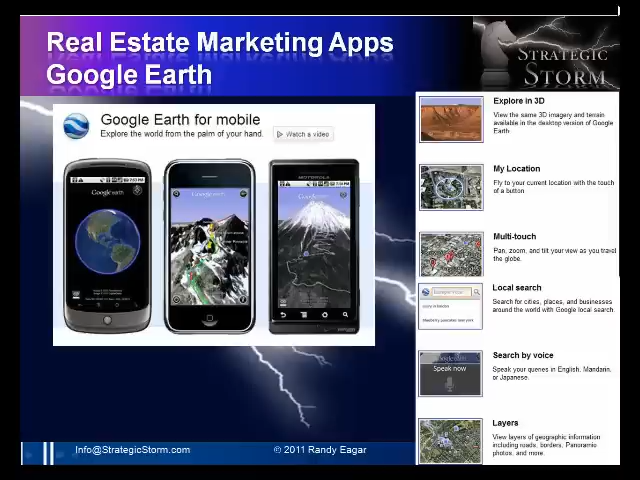 Real Estate Marketing Apps
Google Earth
STRATEGIC
STORM
Google Earth for mobile
Explore the world from the palm of your hand.
Watch a video
Google earth
MOTOROLA
Explore in 3D
View the same 3D imagery and terrain
available in the desktop version of Google
Earth.
My Location
Fly to your current location with the touch
of a button
Multi-touch
Pan, zoom, and tilt your view as you travel
the globe.
Local search
Search for cities, places, and businesses
around the world with Google local search.
Search by voice
Speak your queries in English, Mandarin,
or Japanese.
Speak now
Layers
View layers of geographic information
including roads, borders, Panoramio
photos, and more.
Info@StrategicStorm.com
© 2011 Randy Eagar